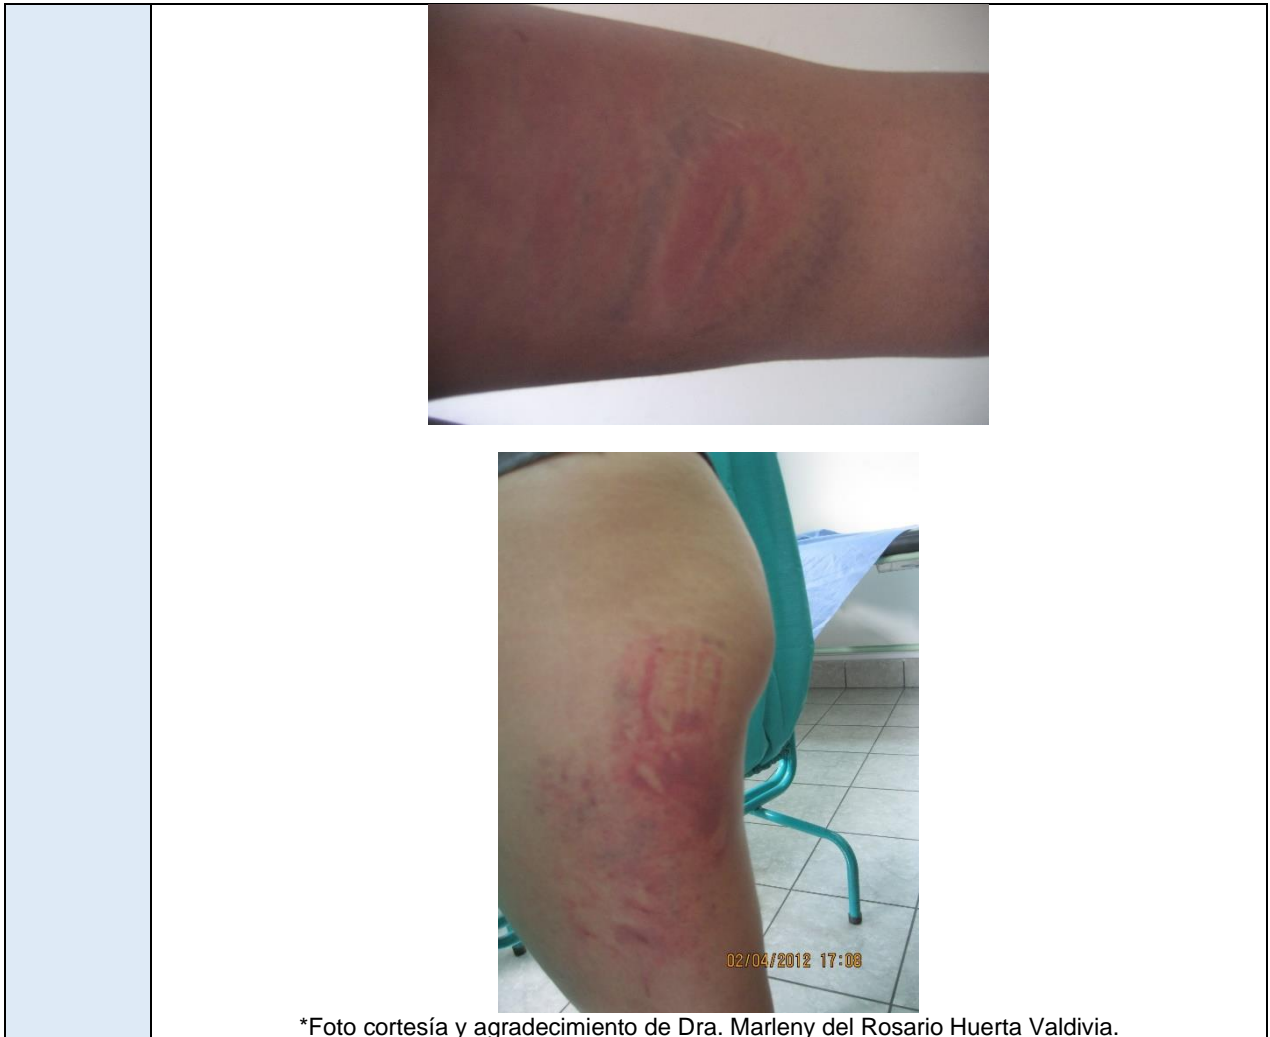 02/04/2012 17:08
*Foto cortesía y agradecimiento de Dra. Marleny del Rosario Huerta Valdivia.